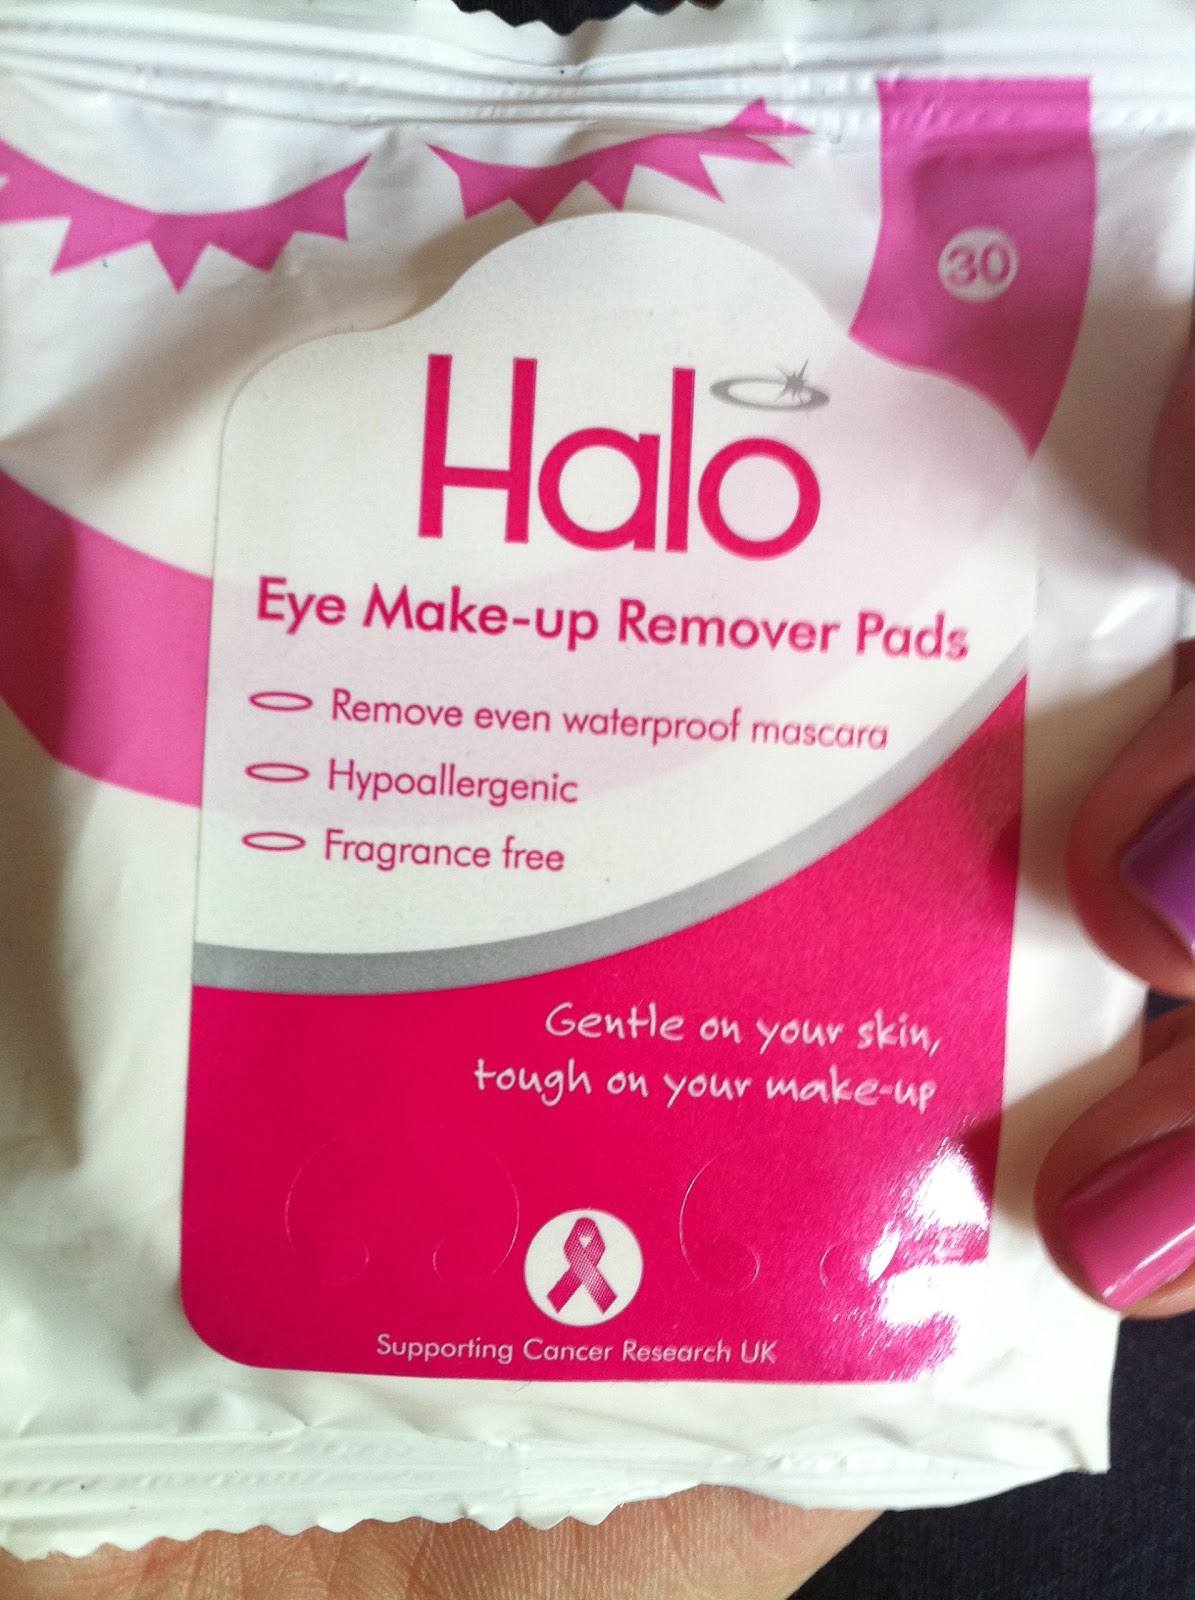 30
Halo
Eye Make-up Remover Pads
Remove even waterproof mascara
Hypoallergenic
Fragrance free
Gentle on your skin,
tough on your make-up
Supporting Cancer Research UK